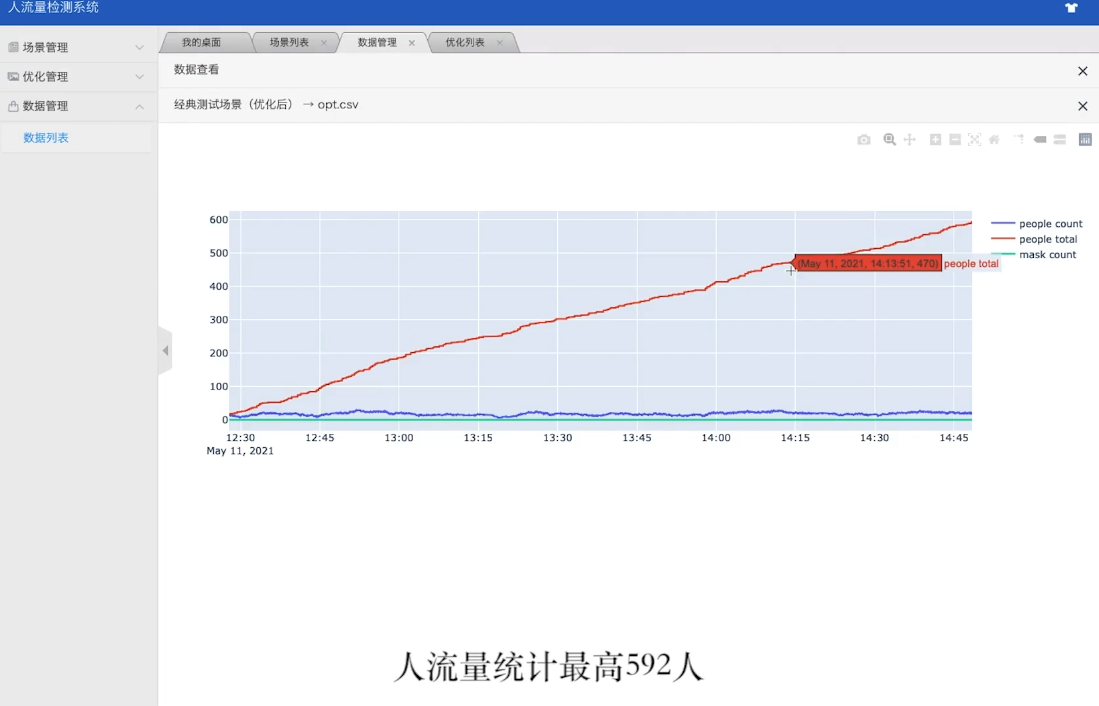 人流量检测系统
场景管理
优化管理
数据管理
数据列表
我的桌面 场景列表 × 数据管理 × 优化列表 ×
数据查看
经典测试场景（优化后） → opt.csv
600
500
400
300
200
100
0
12:30 12:45 13:00 13:15 13:30 13:45 14:00 14:15 14:30 14:45
May 11, 2021
people count
people total
mask count
(May 11, 2021, 14:13:51, 470) people total
人流量统计最高592人